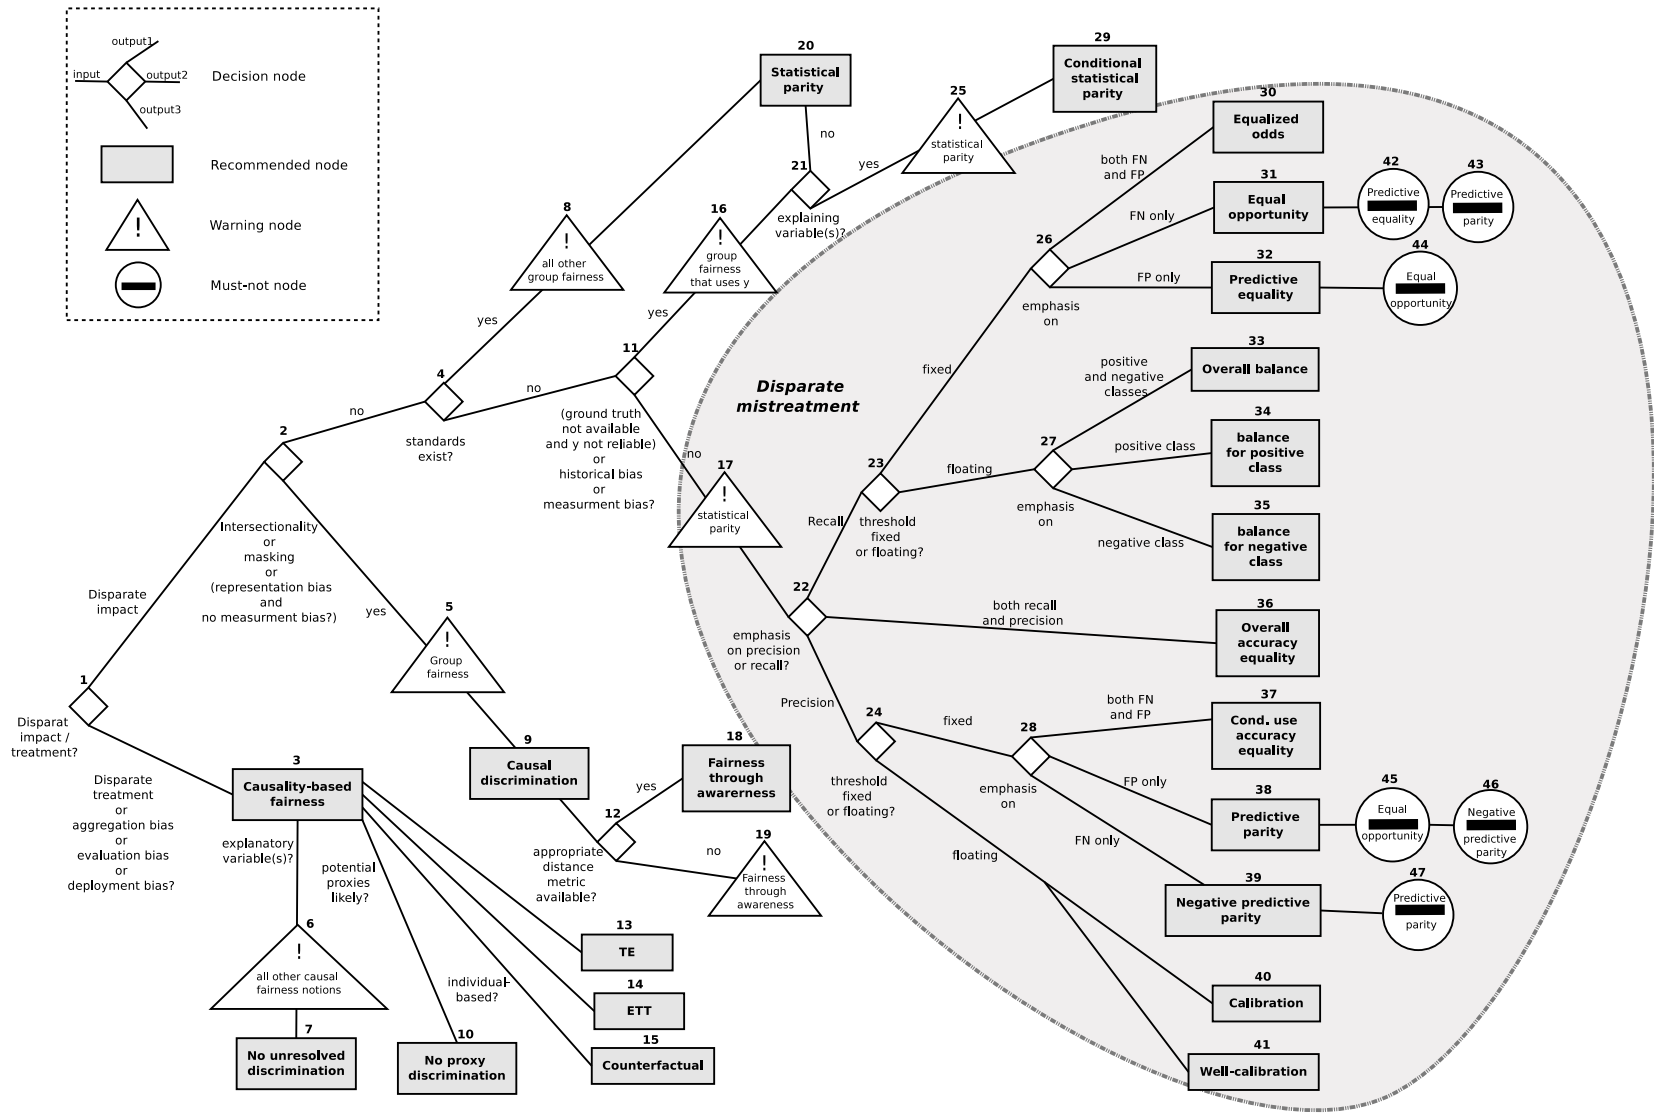 output1
input
output2
output3
Decision node
Recommended node
!
Warning node
Must-not node
1
Disparat
impact /
treatment?
Disparate
impact
Disparate
treatment
or
aggregation bias
or
evaluation bias
or
deployment bias?
2
Intersectionality
or
masking
or
(representation bias
and
no measurment bias?)
no
yes
3
Causality-based
fairness
explanatory
variable(s)?
potential
proxies
likely?
individual-
based?
4
standards
exist?
yes
no
5
!
Group
fairness
6
!
all other causal
fairness notions
7
No unresolved
discrimination
8
!
all other
group fairness
9
Causal
discrimination
10
No proxy
discrimination
11
(ground truth
not available
and y not reliable)
or
historical bias
or
measurment bias?
yes
no
12
appropriate
distance
metric
available?
yes
no
13
TE
14
ETT
15
Counterfactual
16
!
group
fairness
that uses y
17
!
statistical
parity
18
Fairness
through
awarerness
19
!
Fairness
through
awareness
20
Statistical
parity
no
21
explaining
variable(s)?
yes
25
!
statistical
parity
29
Conditional
statistical
parity
Disparate
mistreatment
22
emphasis
on precision
or recall?
Recall
both recall
and precision
Precision
23
threshold
fixed
or floating?
fixed
floating
24
threshold
fixed
or floating?
fixed
floating
26
emphasis
on
both FN
and FP
FN only
FP only
27
emphasis
on
positive
and negative
classes
positive class
negative class
28
emphasis
on
both FN
and FP
FP only
FN only
30
Equalized
odds
31
Equal
opportunity
42
Predictive
equality
43
Predictive
parity
32
Predictive
equality
44
Equal
opportunity
33
Overall balance
34
balance
for positive
class
35
balance
for negative
class
36
Overall
accuracy
equality
37
Cond. use
accuracy
equality
38
Predictive
parity
45
Equal
opportunity
46
Negative
predictive
parity
39
Negative predictive
parity
47
Predictive
parity
40
Calibration
41
Well-calibration